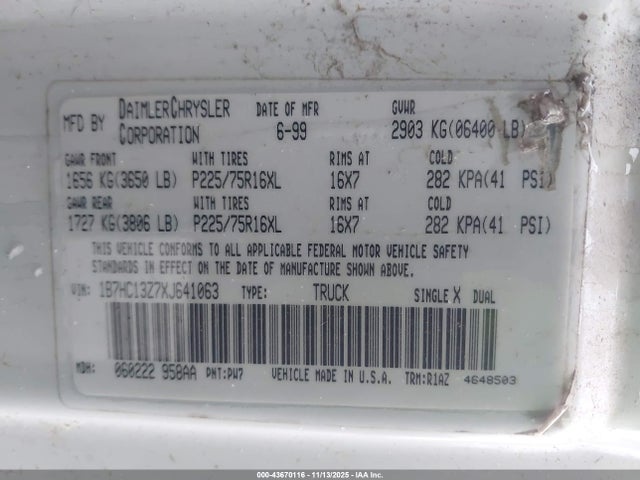 MFD BY DAIMLERCHRYSLER CORPORATION DATE OF MFR 6-99 GVWR 2903 KG(06400 LB)
GAWR FRONT WITH TIRES RIMS AT COLD
1656 KG(3650 LB) P225/75R16XL 16X7 282 KPA(41 PSI)
GAWR REAR WITH TIRES RIMS AT COLD
1727 KG(3806 LB) P225/75R16XL 16X7 282 KPA(41 PSI)
THIS VEHICLE CONFORMS TO ALL APPLICABLE FEDERAL MOTOR VEHICLE SAFETY
STANDARDS IN EFFECT ON THE DATE OF MANUFACTURE SHOWN ABOVE.
VIN: 1B7HC13Z7XJ641063 TYPE: TRUCK SINGLE X DUAL
MDH: 060222 958AA PNT:PW7 VEHICLE MADE IN U.S.A. TRM:R1AZ 4648503
000-43670116 - 11/13/2025 - IAA Inc.